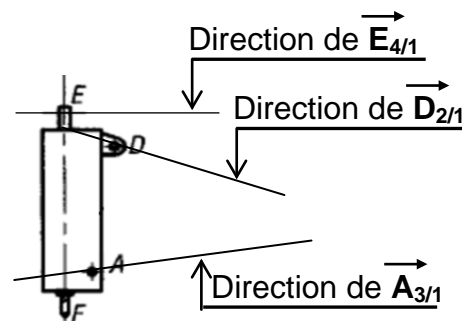 Direction de E4/1
E
Direction de D2/1
D
A
Direction de A3/1
F